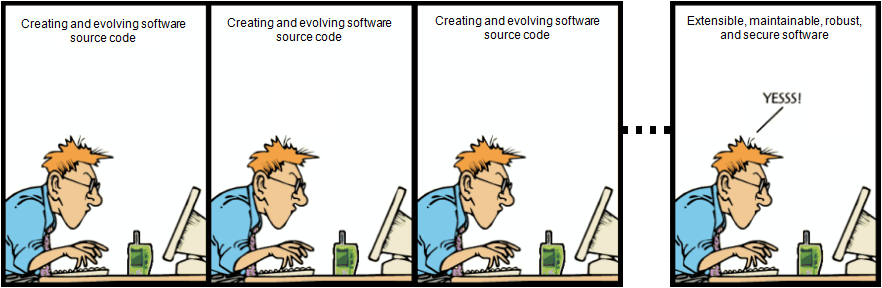 Creating and evolving software
source code
Creating and evolving software
source code
Creating and evolving software
source code
Extensible, maintainable, robust,
and secure software
YESSS!